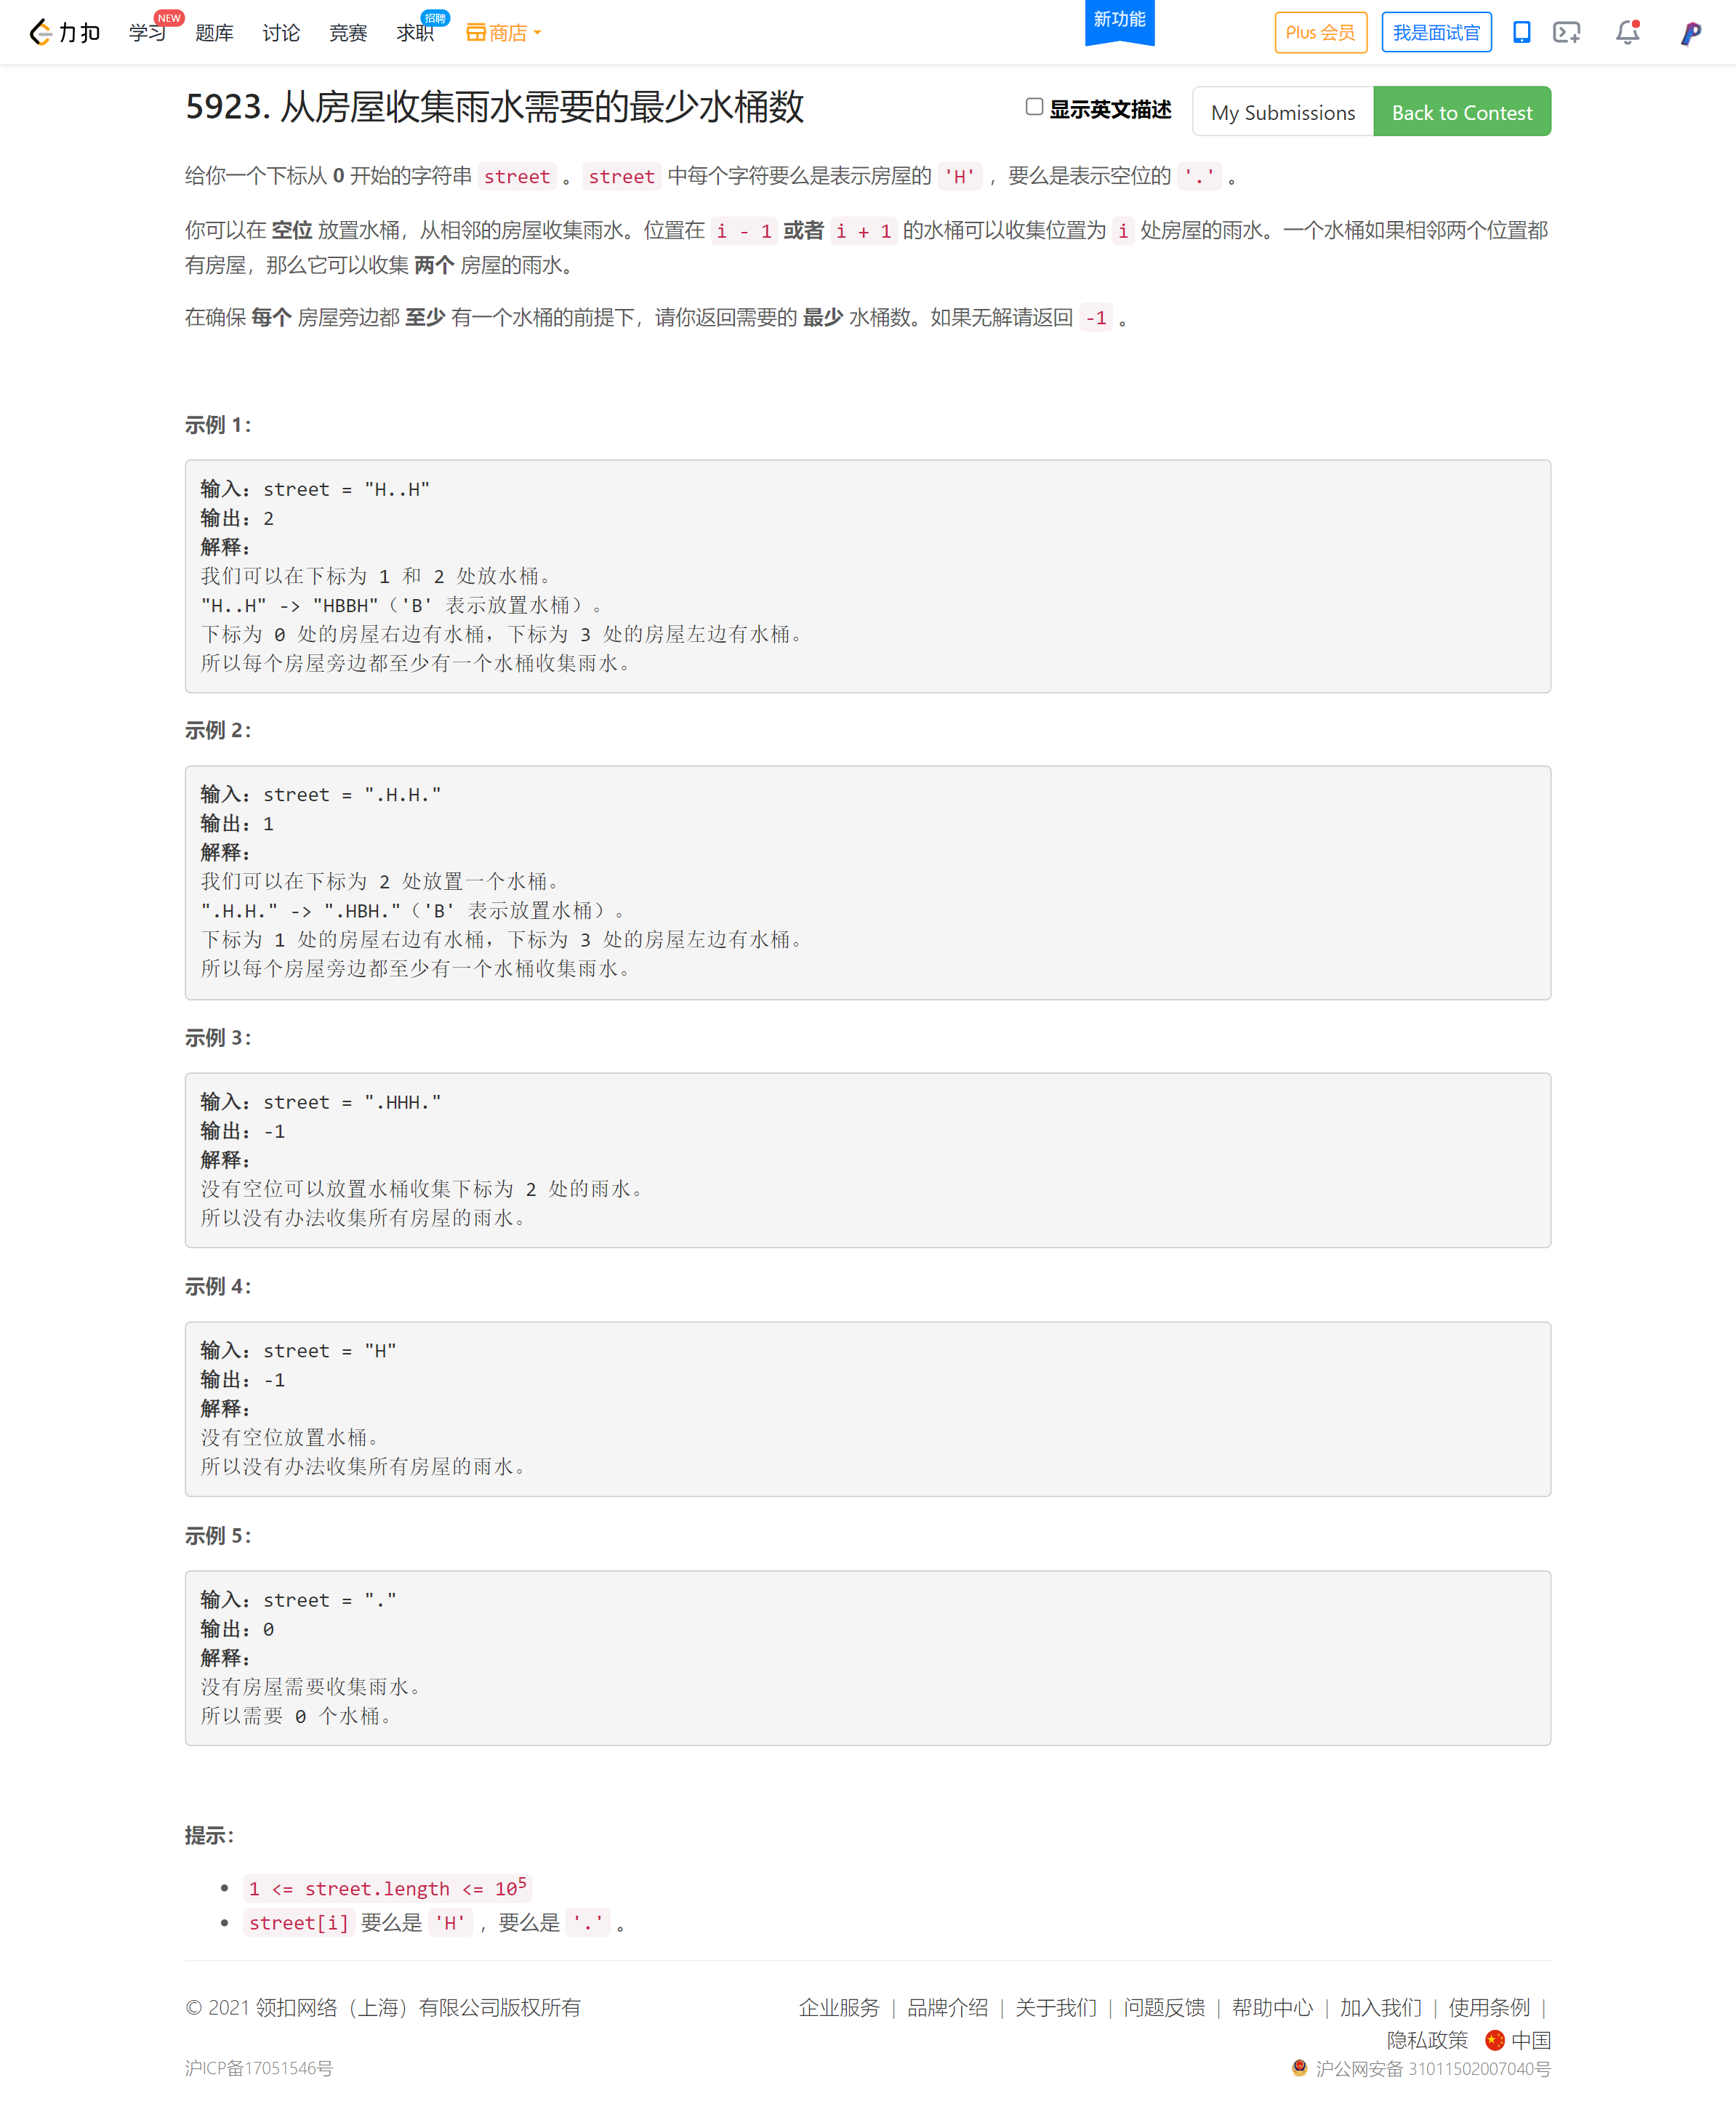 力扣 学习 NEW 题库 讨论 竞赛 求职 招聘 商店 新功能 Plus 会员 我是面试官
5923. 从房屋收集雨水需要的最少水桶数 显示英文描述 My Submissions Back to Contest
给你一个下标从 0 开始的字符串 street 。street 中每个字符要么是表示房屋的 'H' ，要么是表示空位的 '.' 。
你可以在 空位 放置水桶，从相邻的房屋收集雨水。位置在 i - 1 或者 i + 1 的水桶可以收集位置为 i 处房屋的雨水。一个水桶如果相邻两个位置都
有房屋，那么它可以收集 两个 房屋的雨水。
在确保 每个 房屋旁边都 至少 有一个水桶的前提下，请你返回需要的 最少 水桶数。如果无解请返回 -1 。
示例 1：
输入：street = "H..H"
输出：2
解释：
我们可以在下标为 1 和 2 处放水桶。
"H..H" -> "HBBH"（'B' 表示放置水桶）。
下标为 0 处的房屋右边有水桶，下标为 3 处的房屋左边有水桶。
所以每个房屋旁边都至少有一个水桶收集雨水。
示例 2：
输入：street = ".H.H."
输出：1
解释：
我们可以在下标为 2 处放置一个水桶。
".H.H." -> ".HBH."（'B' 表示放置水桶）。
下标为 1 处的房屋右边有水桶，下标为 3 处的房屋左边有水桶。
所以每个房屋旁边都至少有一个水桶收集雨水。
示例 3：
输入：street = ".HHH."
输出：-1
解释：
没有空位可以放置水桶收集下标为 2 处的雨水。
所以没有办法收集所有房屋的雨水。
示例 4：
输入：street = "H"
输出：-1
解释：
没有空位放置水桶。
所以没有办法收集所有房屋的雨水。
示例 5：
输入：street = "."
输出：0
解释：
没有房屋需要收集雨水。
所以需要 0 个水桶。
提示：
• 1 <= street.length <= 10⁵
• street[i] 要么是 'H' ，要么是 '.' 。
© 2021 领扣网络（上海）有限公司版权所有 企业服务 | 品牌介绍 | 关于我们 | 问题反馈 | 帮助中心 | 加入我们 | 使用条例 |
隐私政策 中国
沪ICP备17051546号 沪公网安备 31011502007040号